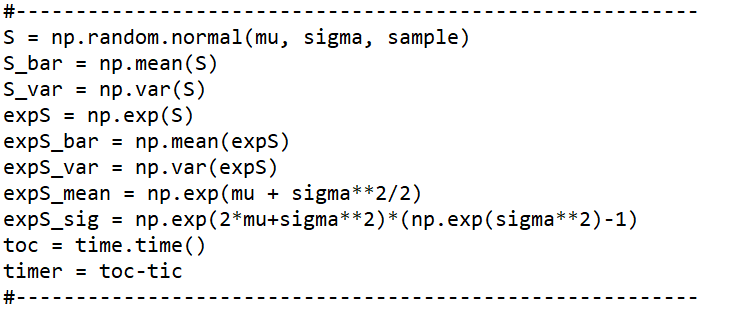 #---------------------------------------------------------
S = np.random.normal(mu, sigma, sample)
S_bar = np.mean(S)
S_var = np.var(S)
expS = np.exp(S)
expS_bar = np.mean(expS)
expS_var = np.var(expS)
expS_mean = np.exp(mu + sigma**2/2)
expS_sig = np.exp(2*mu+sigma**2)*(np.exp(sigma**2)-1)
toc = time.time()
timer = toc-tic
#---------------------------------------------------------